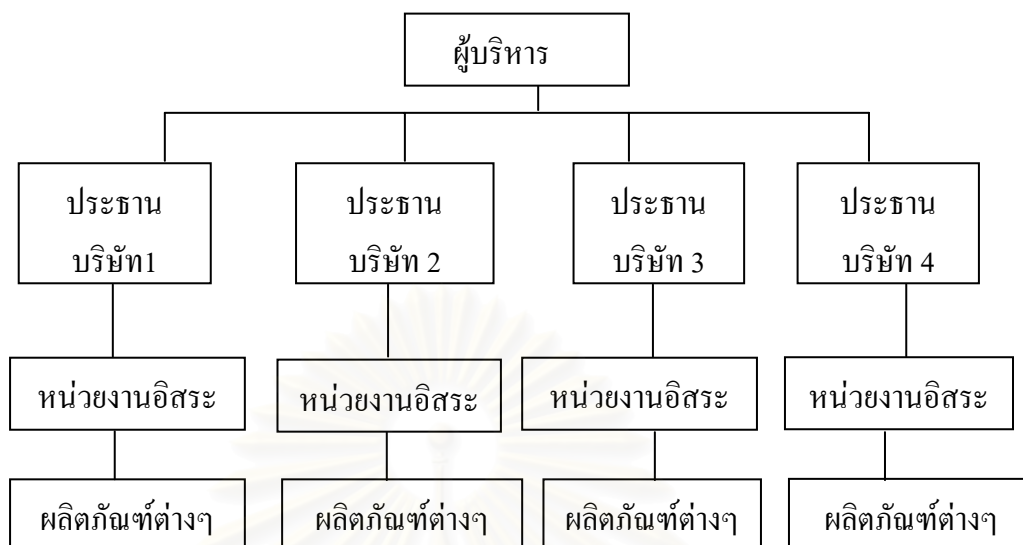 ผู้บริหาร
ประธาน
บริษัท1
ประธาน
บริษัท 2
ประธาน
บริษัท 3
ประธาน
บริษัท 4
หน่วยงานอิสระ
หน่วยงานอิสระ
หน่วยงานอิสระ
หน่วยงานอิสระ
ผลิตภัณฑ์ต่างๆ
ผลิตภัณฑ์ต่างๆ
ผลิตภัณฑ์ต่างๆ
ผลิตภัณฑ์ต่างๆ